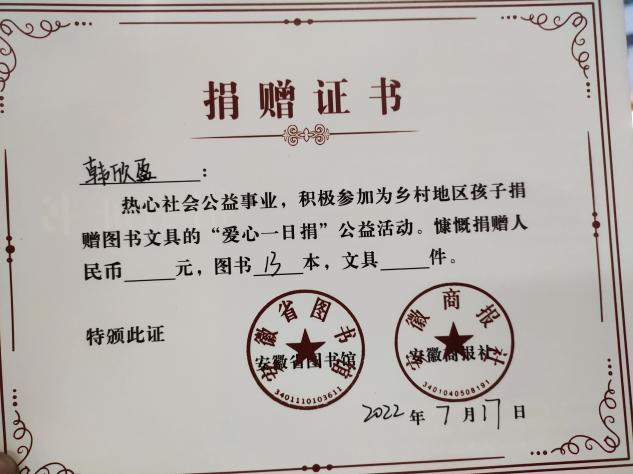 捐赠证书
韩欣盈：
热心社会公益事业，积极参加为乡村地区孩子捐
赠图书文具的“爱心一日捐”公益活动。慷慨捐赠人
民币____元，图书13本，文具____件。
特颁此证
安徽省图书馆
安徽省图书馆
3401110103611
安徽商报社
安徽商报社
3401040508191
2022年7月17日